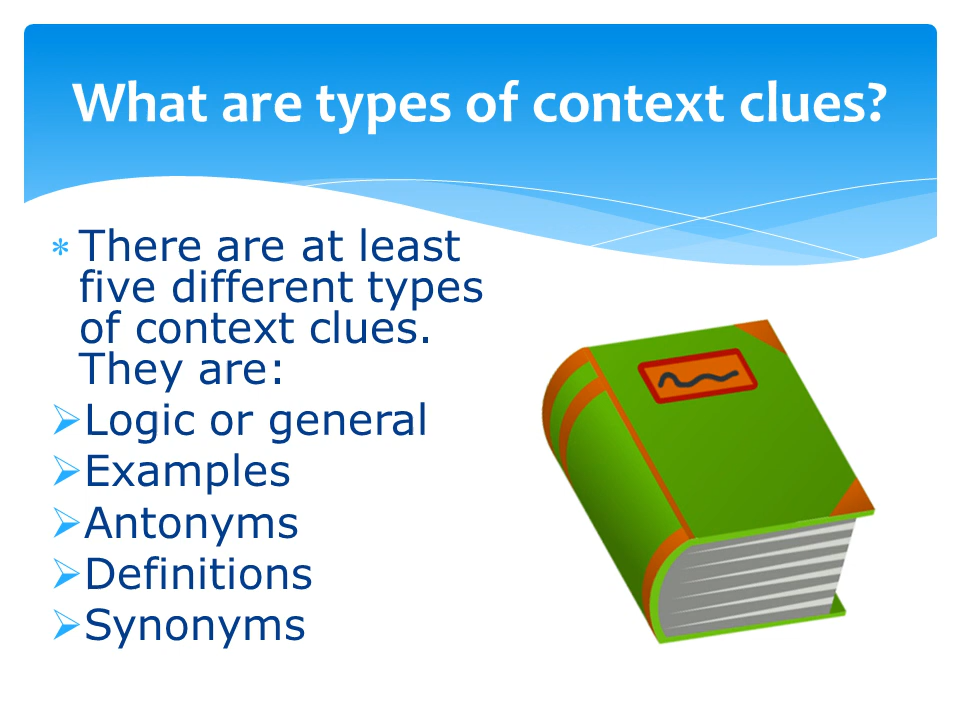 What are types of context clues?
* There are at least
five different types
of context clues.
They are:
➢ Logic or general
➢ Examples
➢ Antonyms
➢ Definitions
➢ Synonyms